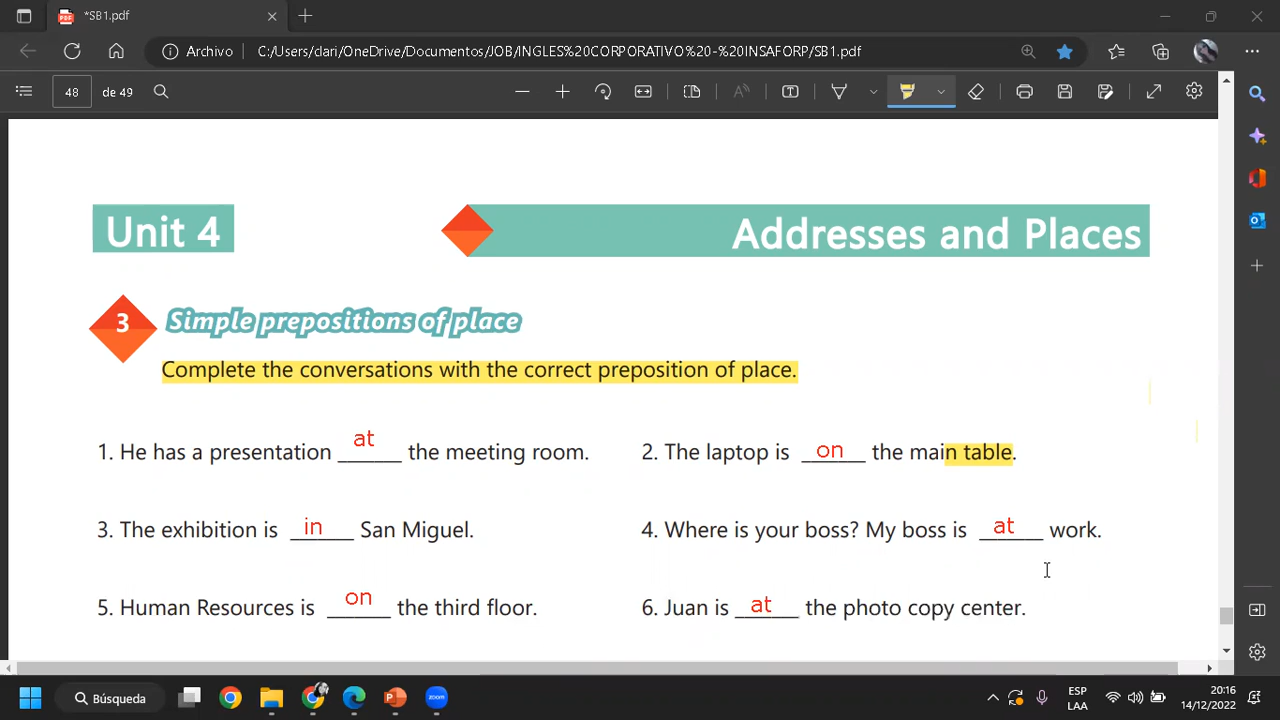 *SB1.pdf
Archivo C:/Users/clari/OneDrive/Documentos/JOB/INGLES%20CORPORATIVO%20-%20INSAFORP/SB1.pdf
48 de 49
Unit 4
Addresses and Places
3 Simple prepositions of place
Complete the conversations with the correct preposition of place.
1. He has a presentation at the meeting room.
2. The laptop is on the main table.
3. The exhibition is in San Miguel.
4. Where is your boss? My boss is at work.
5. Human Resources is on the third floor.
6. Juan is at the photo copy center.
Búsqueda
zoom
ESP
LAA
20:16
14/12/2022